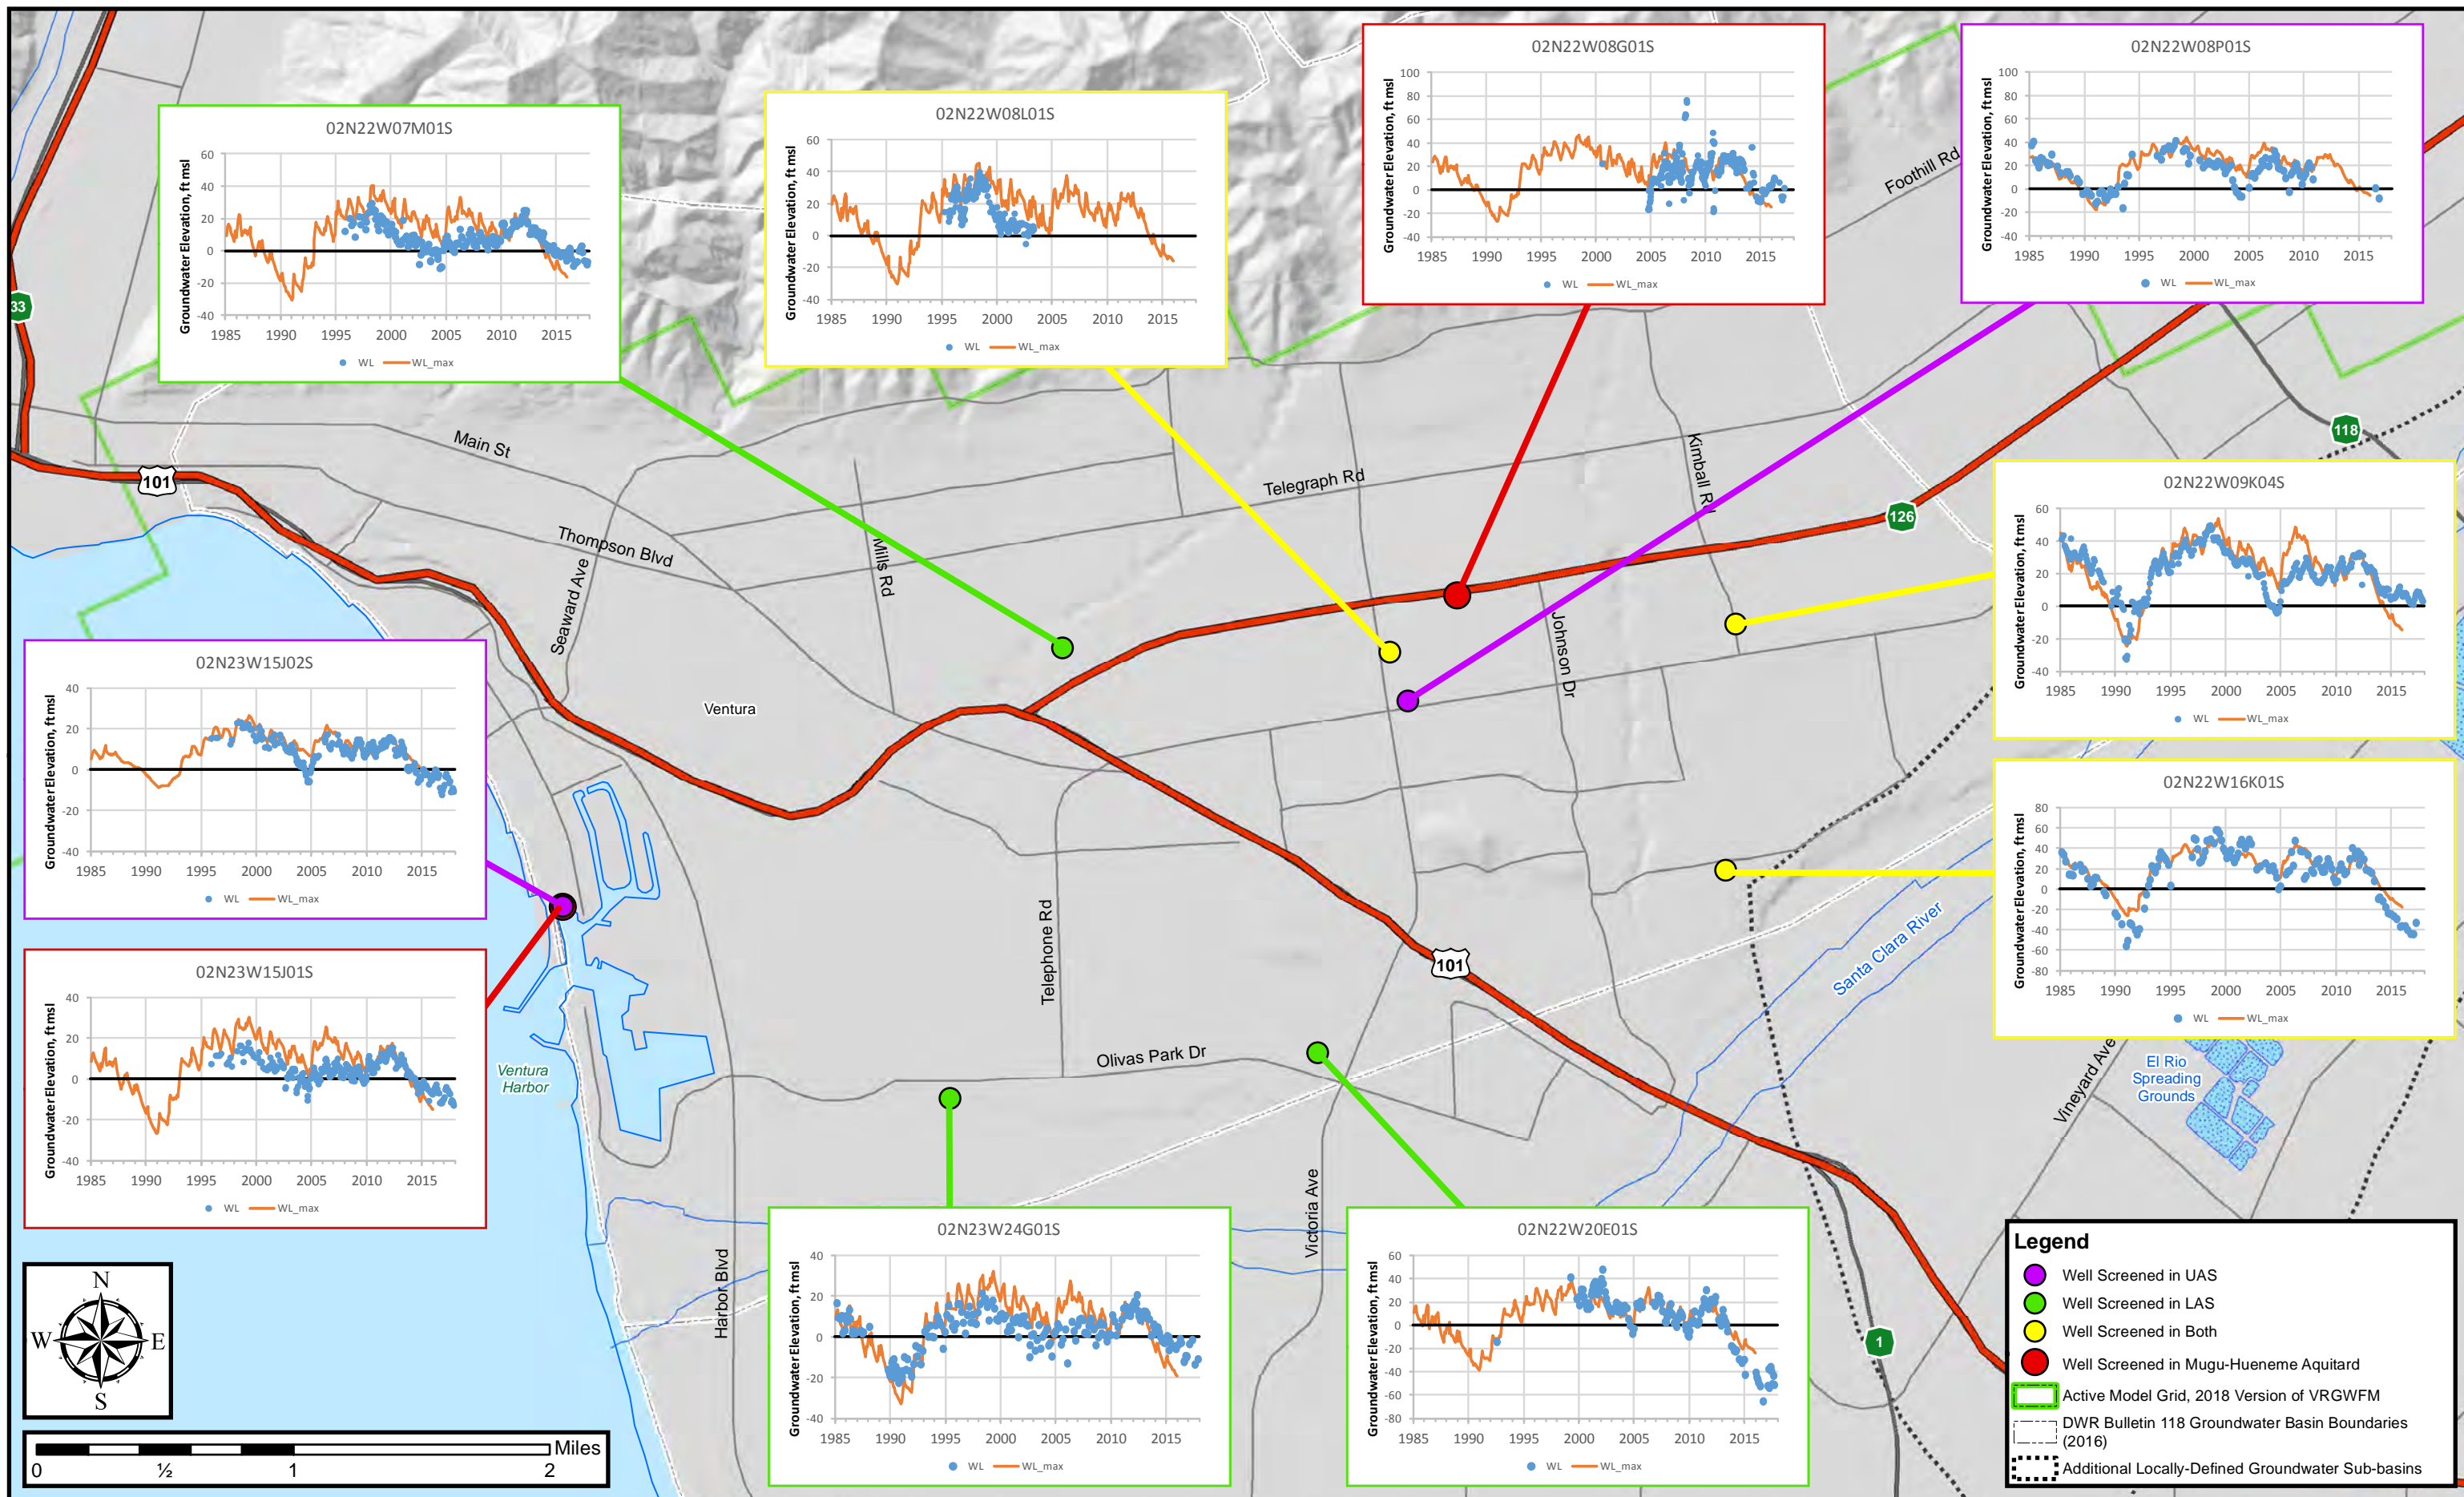 02N22W07M01S
Groundwater Elevation, ft msl
60
40
20
0
-20
-40
1985 1990 1995 2000 2005 2010 2015
WL WL_max
02N22W08L01S
Groundwater Elevation, ft msl
60
40
20
0
-20
-40
1985 1990 1995 2000 2005 2010 2015
WL WL_max
02N22W08G01S
Groundwater Elevation, ft msl
100
80
60
40
20
0
-20
-40
1985 1990 1995 2000 2005 2010 2015
WL WL_max
02N22W08P01S
Groundwater Elevation, ft msl
100
80
60
40
20
0
-20
-40
1985 1990 1995 2000 2005 2010 2015
WL WL_max
33
Foothill Rd
118
Main St
101
Telegraph Rd
Kimball Rd
126
Thompson Blvd
Mills Rd
Seaward Ave
Johnson Dr
Ventura
02N22W09K04S
Groundwater Elevation, ft msl
60
40
20
0
-20
-40
1985 1990 1995 2000 2005 2010 2015
WL WL_max
02N23W15J02S
Groundwater Elevation, ft msl
40
20
0
-20
-40
1985 1990 1995 2000 2005 2010 2015
WL WL_max
02N22W16K01S
Groundwater Elevation, ft msl
80
60
40
20
0
-20
-40
-60
-80
1985 1990 1995 2000 2005 2010 2015
WL WL_max
02N23W15J01S
Groundwater Elevation, ft msl
40
20
0
-20
-40
1985 1990 1995 2000 2005 2010 2015
WL WL_max
Telephone Rd
101
Santa Clara River
Ventura
Harbor
Olivas Park Dr
Vineyard Ave
El Rio
Spreading
Grounds
Victoria Ave
Harbor Blvd
1
02N23W24G01S
Groundwater Elevation, ft msl
40
20
0
-20
-40
1985 1990 1995 2000 2005 2010 2015
WL WL_max
02N22W20E01S
Groundwater Elevation, ft msl
60
40
20
0
-20
-40
-60
-80
1985 1990 1995 2000 2005 2010 2015
WL WL_max
N
W E
S
Miles
0 ½ 1 2
Legend
Well Screened in UAS
Well Screened in LAS
Well Screened in Both
Well Screened in Mugu-Hueneme Aquitard
Active Model Grid, 2018 Version of VRGWFM
DWR Bulletin 118 Groundwater Basin Boundaries
(2016)
Additional Locally-Defined Groundwater Sub-basins